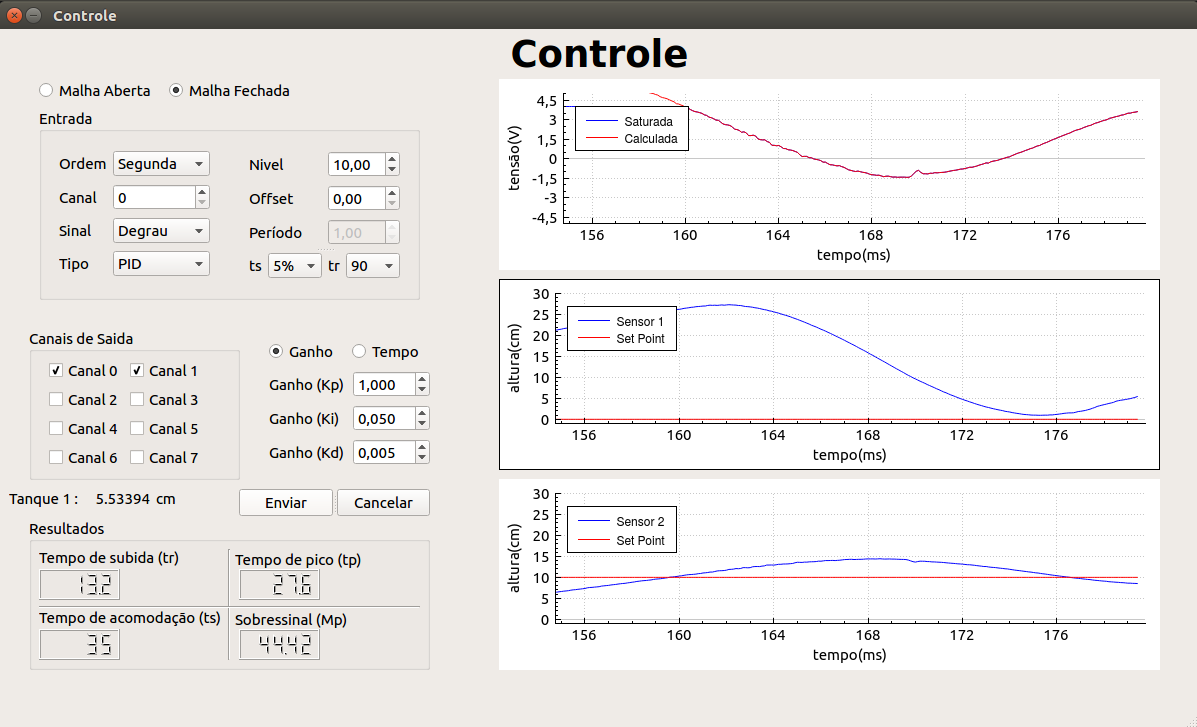 Controle
Controle
Malha Aberta Malha Fechada
Entrada
Ordem Segunda Nivel 10,00
Canal 0 Offset 0,00
Sinal Degrau Período 1,00
Tipo PID ts 5% tr 90
Canais de Saida
Canal 0 Canal 1
Canal 2 Canal 3
Canal 4 Canal 5
Canal 6 Canal 7
Ganho Tempo
Ganho (Kp) 1,000
Ganho (Ki) 0,050
Ganho (Kd) 0,005
Tanque 1 : 5.53394 cm
Enviar Cancelar
Resultados
Tempo de subida (tr) Tempo de pico (tp)
13.2 27.6
Tempo de acomodação (ts) Sobressinal (Mp)
35 44.42
tensão(V)
4,5
3
1,5
0
-1,5
-3
-4,5
Saturada
Calculada
156 160 164 168 172 176
tempo(ms)
altura(cm)
30
25
20
15
10
5
0
Sensor 1
Set Point
156 160 164 168 172 176
tempo(ms)
altura(cm)
30
25
20
15
10
5
0
Sensor 2
Set Point
156 160 164 168 172 176
tempo(ms)